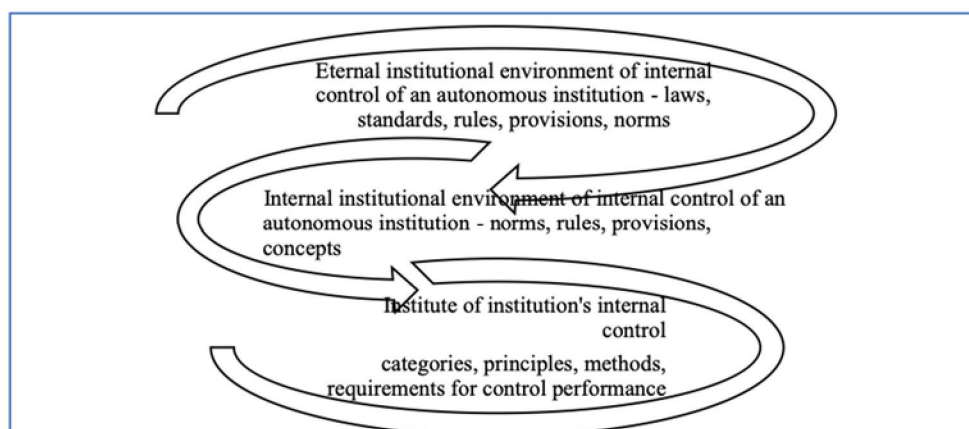 Eternal institutional environment of internal
control of an autonomous institution - laws,
standards, rules, provisions, norms
Internal institutional environment of internal control of an
autonomous institution - norms, rules, provisions,
concepts
Institute of institution's internal
control
categories, principles, methods,
requirements for control performance